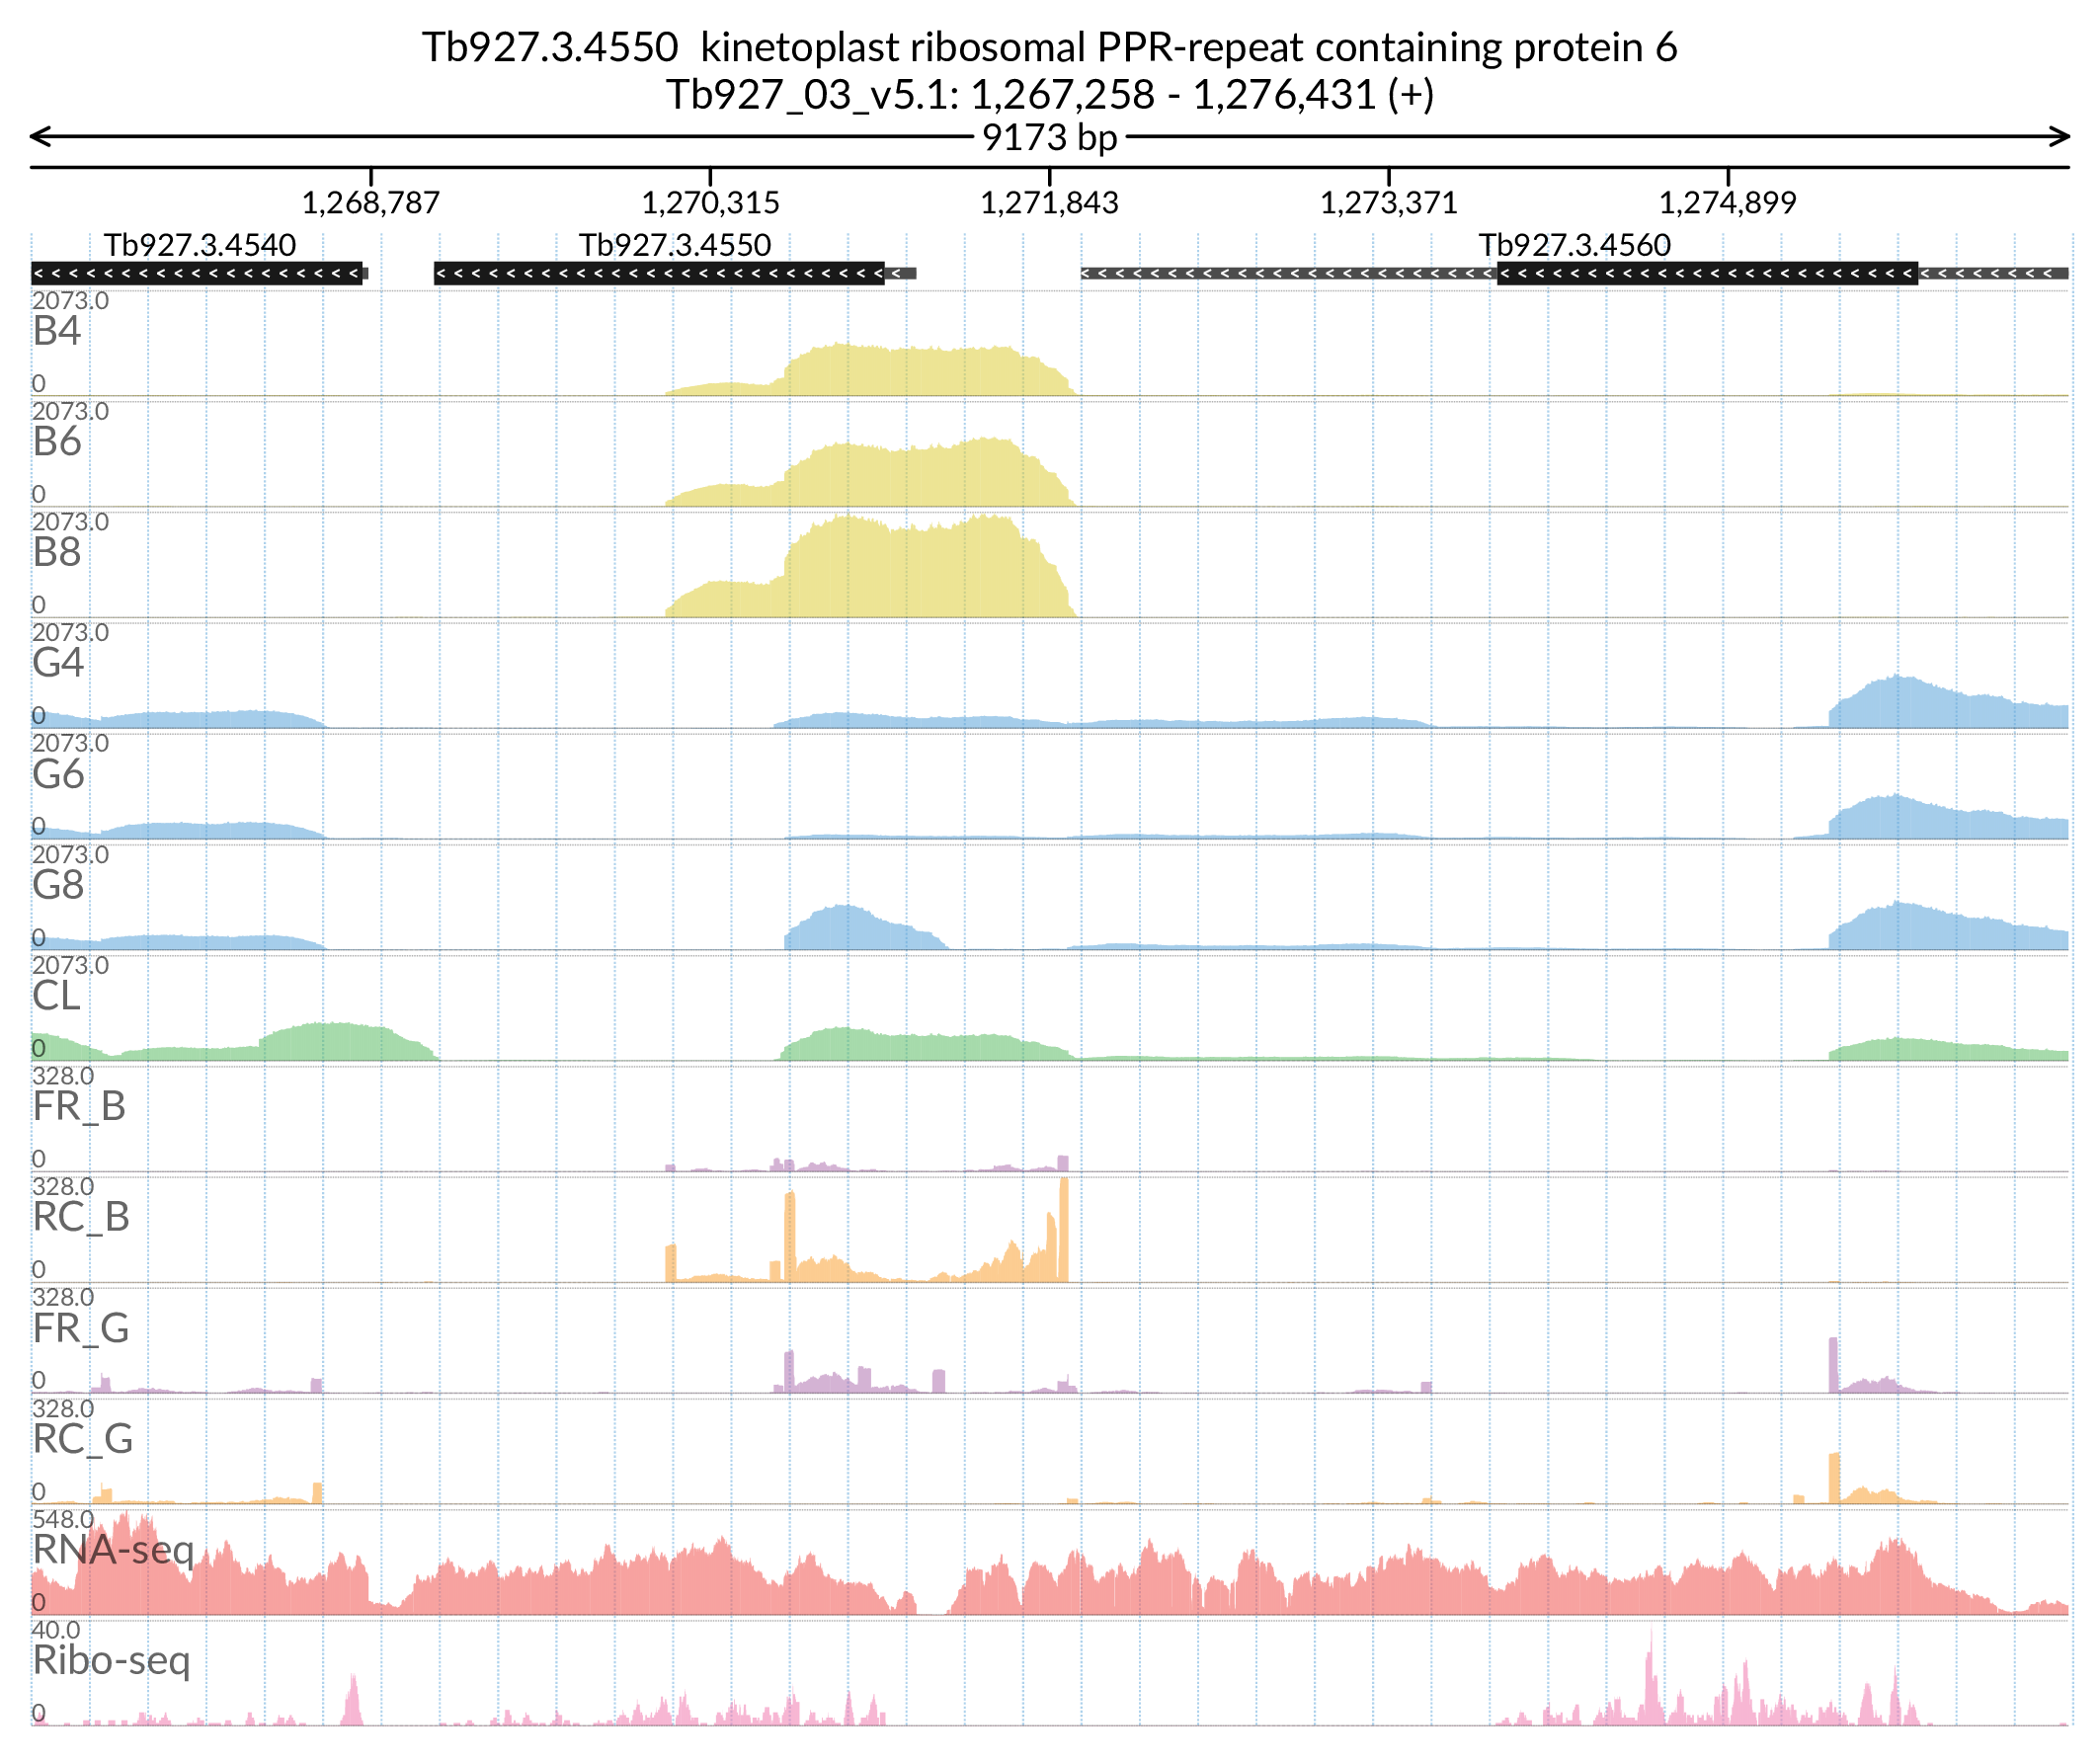 Tb927.3.4550 kinetoplast ribosomal PPR-repeat containing protein 6
Tb927_03_v5.1: 1,267,258 - 1,276,431 (+)
9173 bp
1,268,787 1,270,315 1,271,843 1,273,371 1,274,899
Tb927.3.4540 Tb927.3.4550 Tb927.3.4560
2073.0
B4
0
2073.0
B6
0
2073.0
B8
0
2073.0
G4
0
2073.0
G6
0
2073.0
G8
0
2073.0
CL
0
328.0
FR_B
0
328.0
RC_B
0
328.0
FR_G
0
328.0
RC_G
0
548.0
RNA-seq
0
40.0
Ribo-seq
0